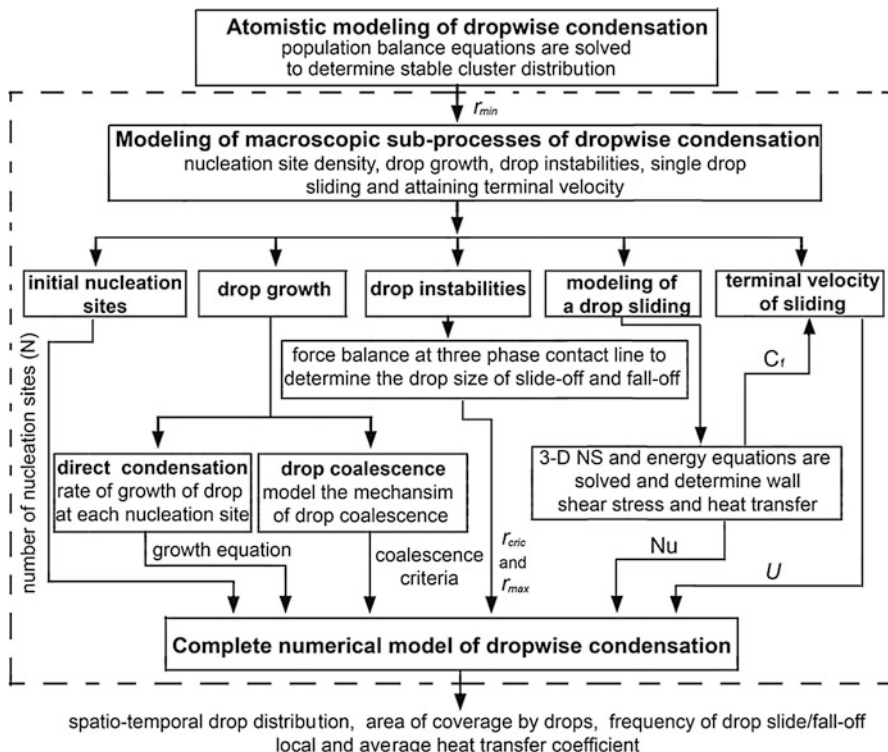 Atomistic modeling of dropwise condensation
population balance equations are solved
to determine stable cluster distribution
rmin
Modeling of macroscopic sub-processes of dropwise condensation
nucleation site density, drop growth, drop instabilities, single drop
sliding and attaining terminal velocity
initial nucleation
sites
drop growth
drop instabilities
modeling of
a drop sliding
terminal velocity
of sliding
number of nucleation sites (N)
force balance at three phase contact line to
determine the drop size of slide-off and fall-off
Cf
direct condensation
rate of growth of drop
at each nucleation site
drop coalescence
model the mechansim
of drop coalescence
3-D NS and energy equations are
solved and determine wall
shear stress and heat transfer
growth equation
coalescence
criteria
rcric
and
rmax
Nu
U
Complete numerical model of dropwise condensation
spatio-temporal drop distribution, area of coverage by drops, frequency of drop slide/fall-off
local and average heat transfer coefficient